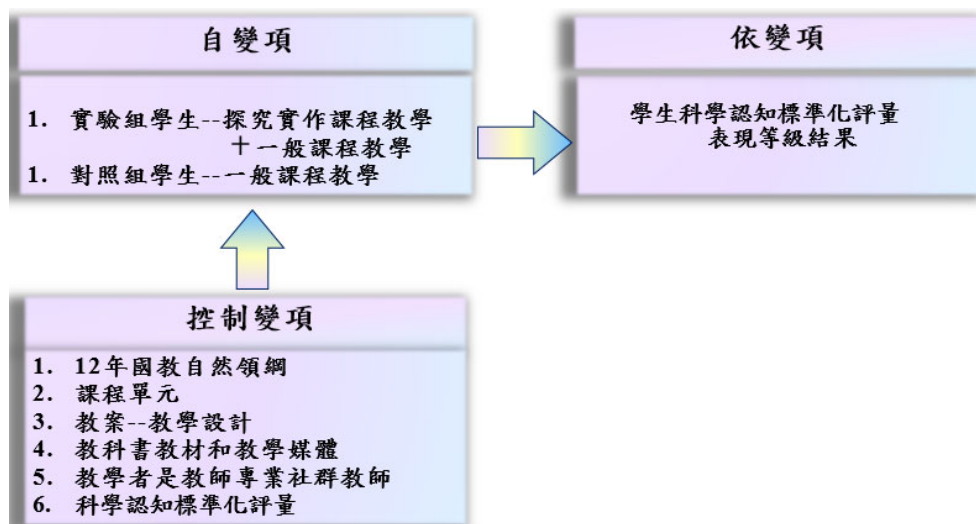 自變項
1. 實驗組學生--探究實作課程教學
＋一般課程教學
1. 對照組學生--一般課程教學
依變項
學生科學認知標準化評量
表現等級結果
控制變項
1. 12年國教自然領綱
2. 課程單元
3. 教案--教學設計
4. 教科書教材和教學媒體
5. 教學者是教師專業社群教師
6. 科學認知標準化評量